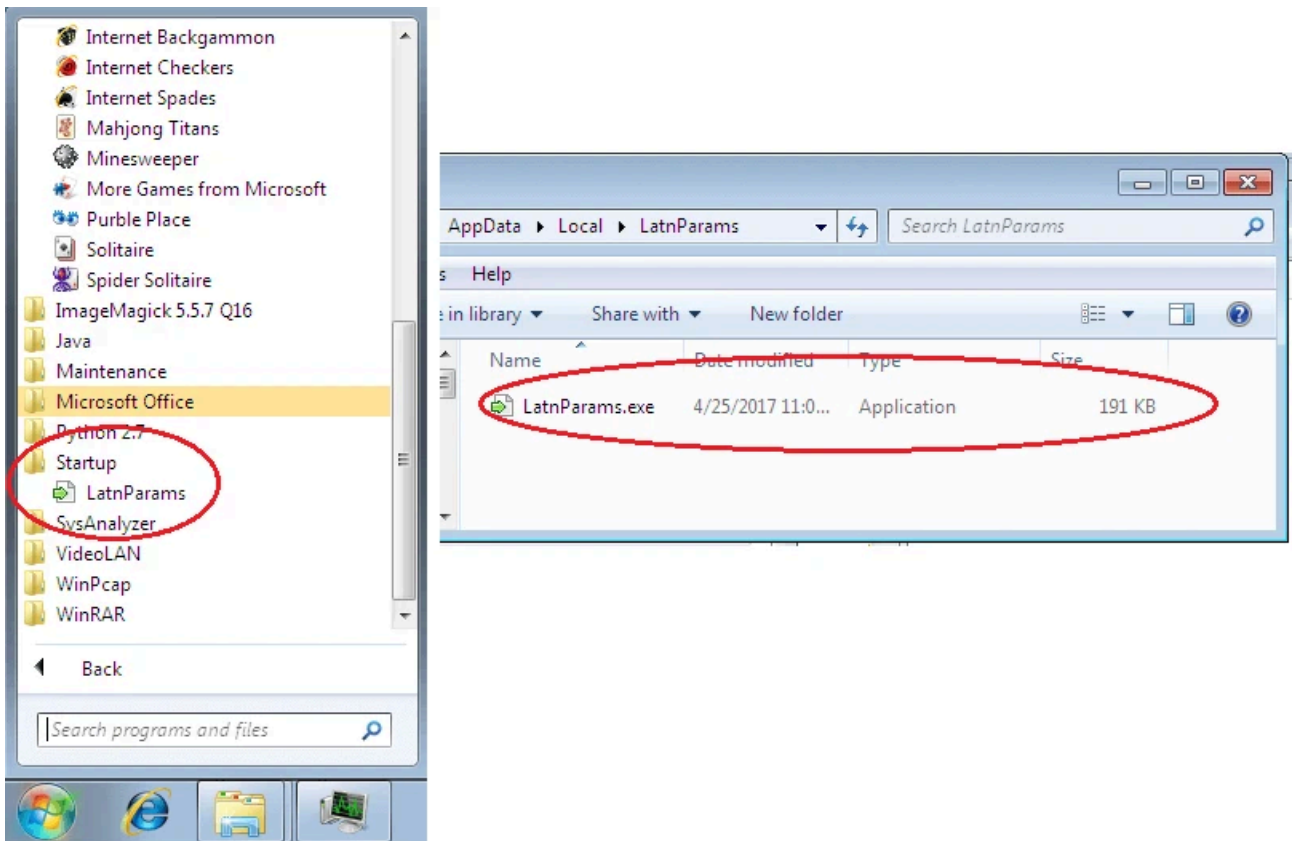 Internet Backgammon
Internet Checkers
Internet Spades
Mahjong Titans
Minesweeper
More Games from Microsoft
Purble Place
Solitaire
Spider Solitaire
ImageMagick 5.5.7 Q16
Java
Maintenance
Microsoft Office
Python 2.7
Startup
LatnParams
SysAnalyzer
VideoLAN
WinPcap
WinRAR
Back
Search programs and files
AppData Local LatnParams Search LatnParams
s Help
e in library Share with New folder
Name Date modified Type Size
LatnParams.exe 4/25/2017 11:0... Application 191 KB